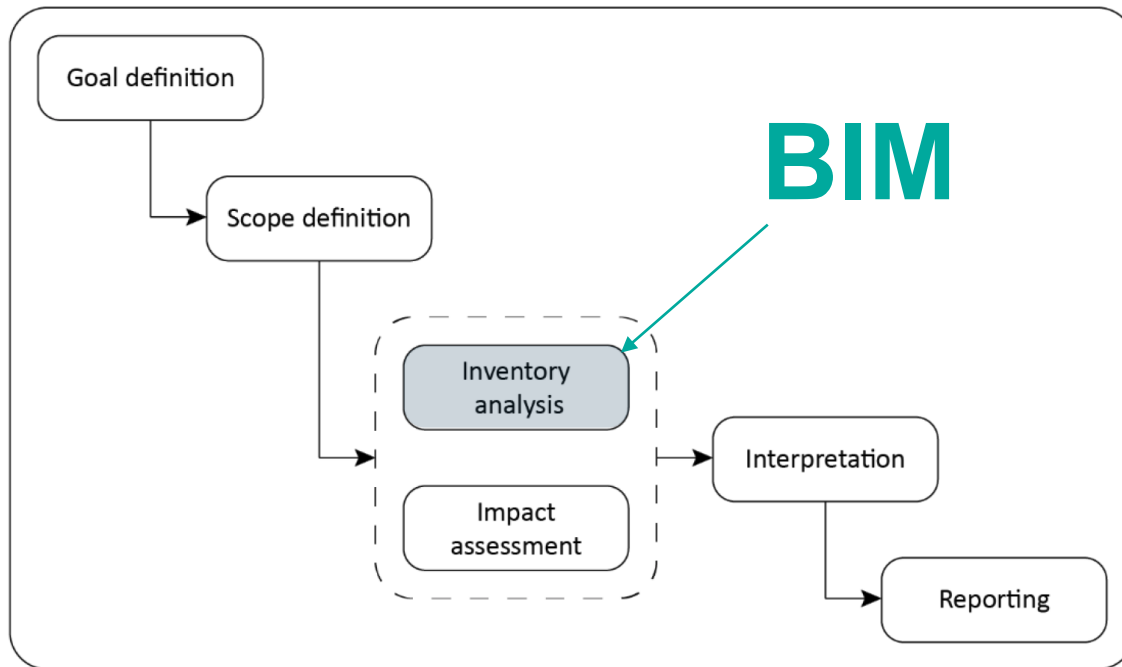 Goal definition
BIM
Scope definition
Inventory
analysis
Interpretation
Impact
assessment
Reporting